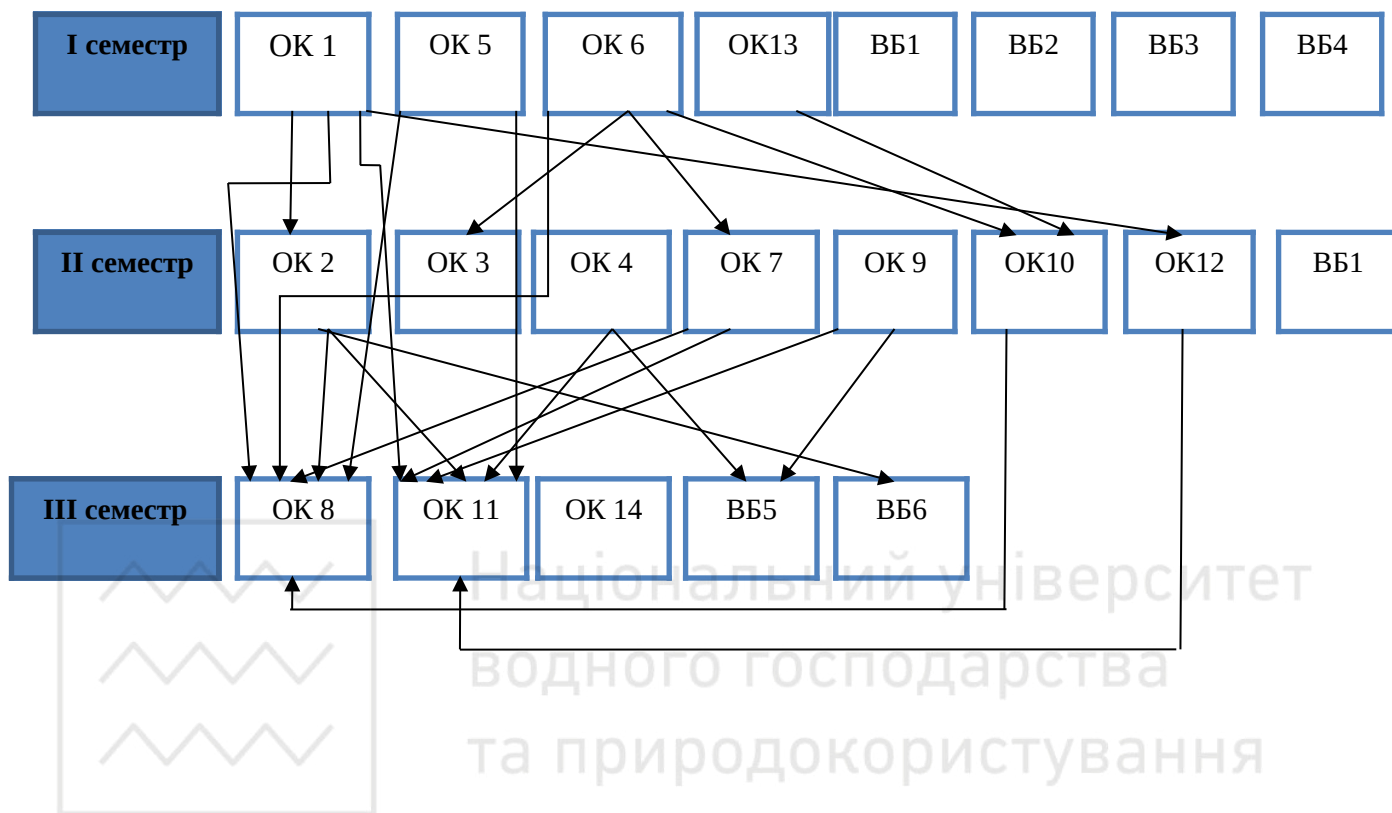 І семестр
ОК 1
ОК 5
ОК 6
ОК13
ВБ1
ВБ2
ВБ3
ВБ4
ІІ семестр
ОК 2
ОК 3
ОК 4
ОК 7
ОК 9
ОК10
ОК12
ВБ1
ІІІ семестр
ОК 8
ОК 11
ОК 14
ВБ5
ВБ6
Національний університет
водного господарства
та природокористування